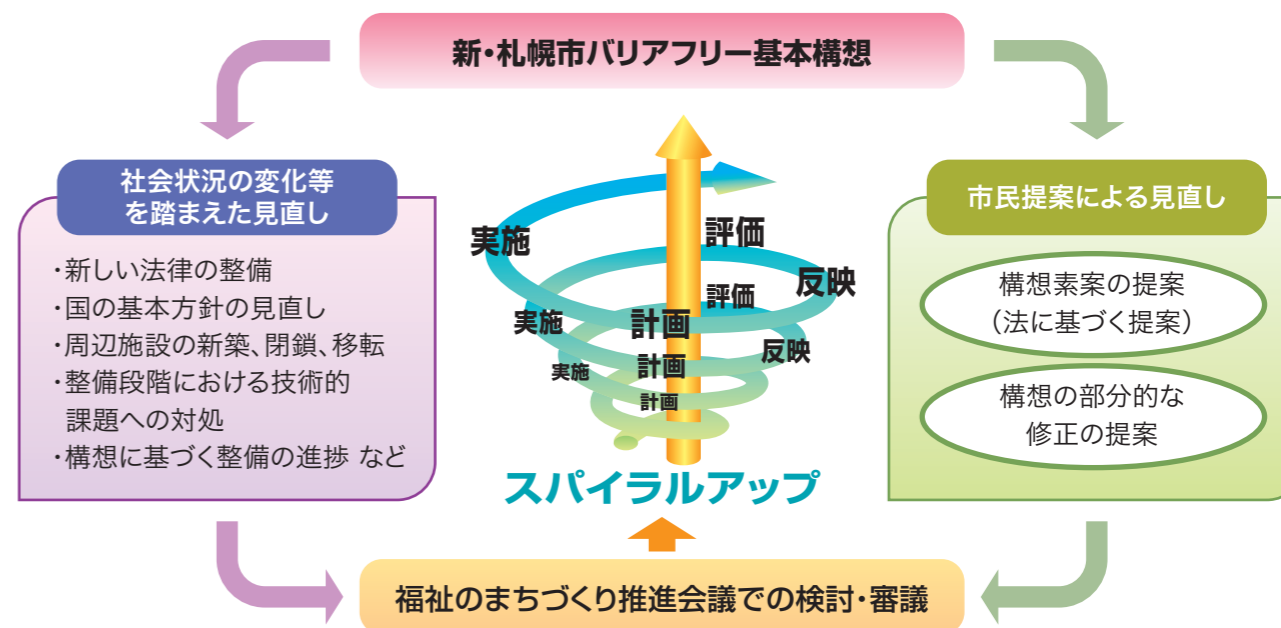 新・札幌市バリアフリー基本構想
社会状況の変化等
を踏まえた見直し
・新しい法律の整備
・国の基本方針の見直し
・周辺施設の新築、閉鎖、移転
・整備段階における技術的
課題への対処
・構想に基づく整備の進捗 など
実施
評価
反映
計画
実施
評価
反映
計画
実施
計画
スパイラルアップ
市民提案による見直し
構想素案の提案
（法に基づく提案）
構想の部分的な
修正の提案
福祉のまちづくり推進会議での検討・審議